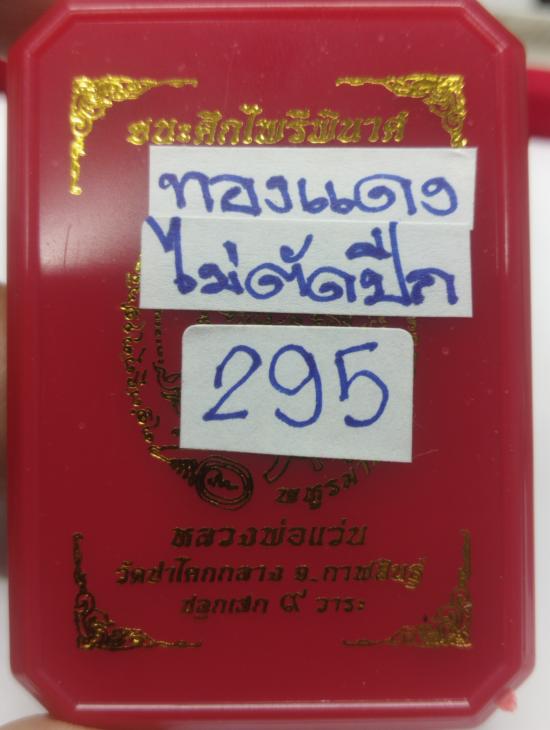 ชนะศึกไพรีพินาศ
ทองแดง
ไม่ตัดปีก
295
หลวงพ่อแว่น
วัดป่าโคกกลาง จ.กาฬสินธุ์
ปลุกเสก ๙ วาระ